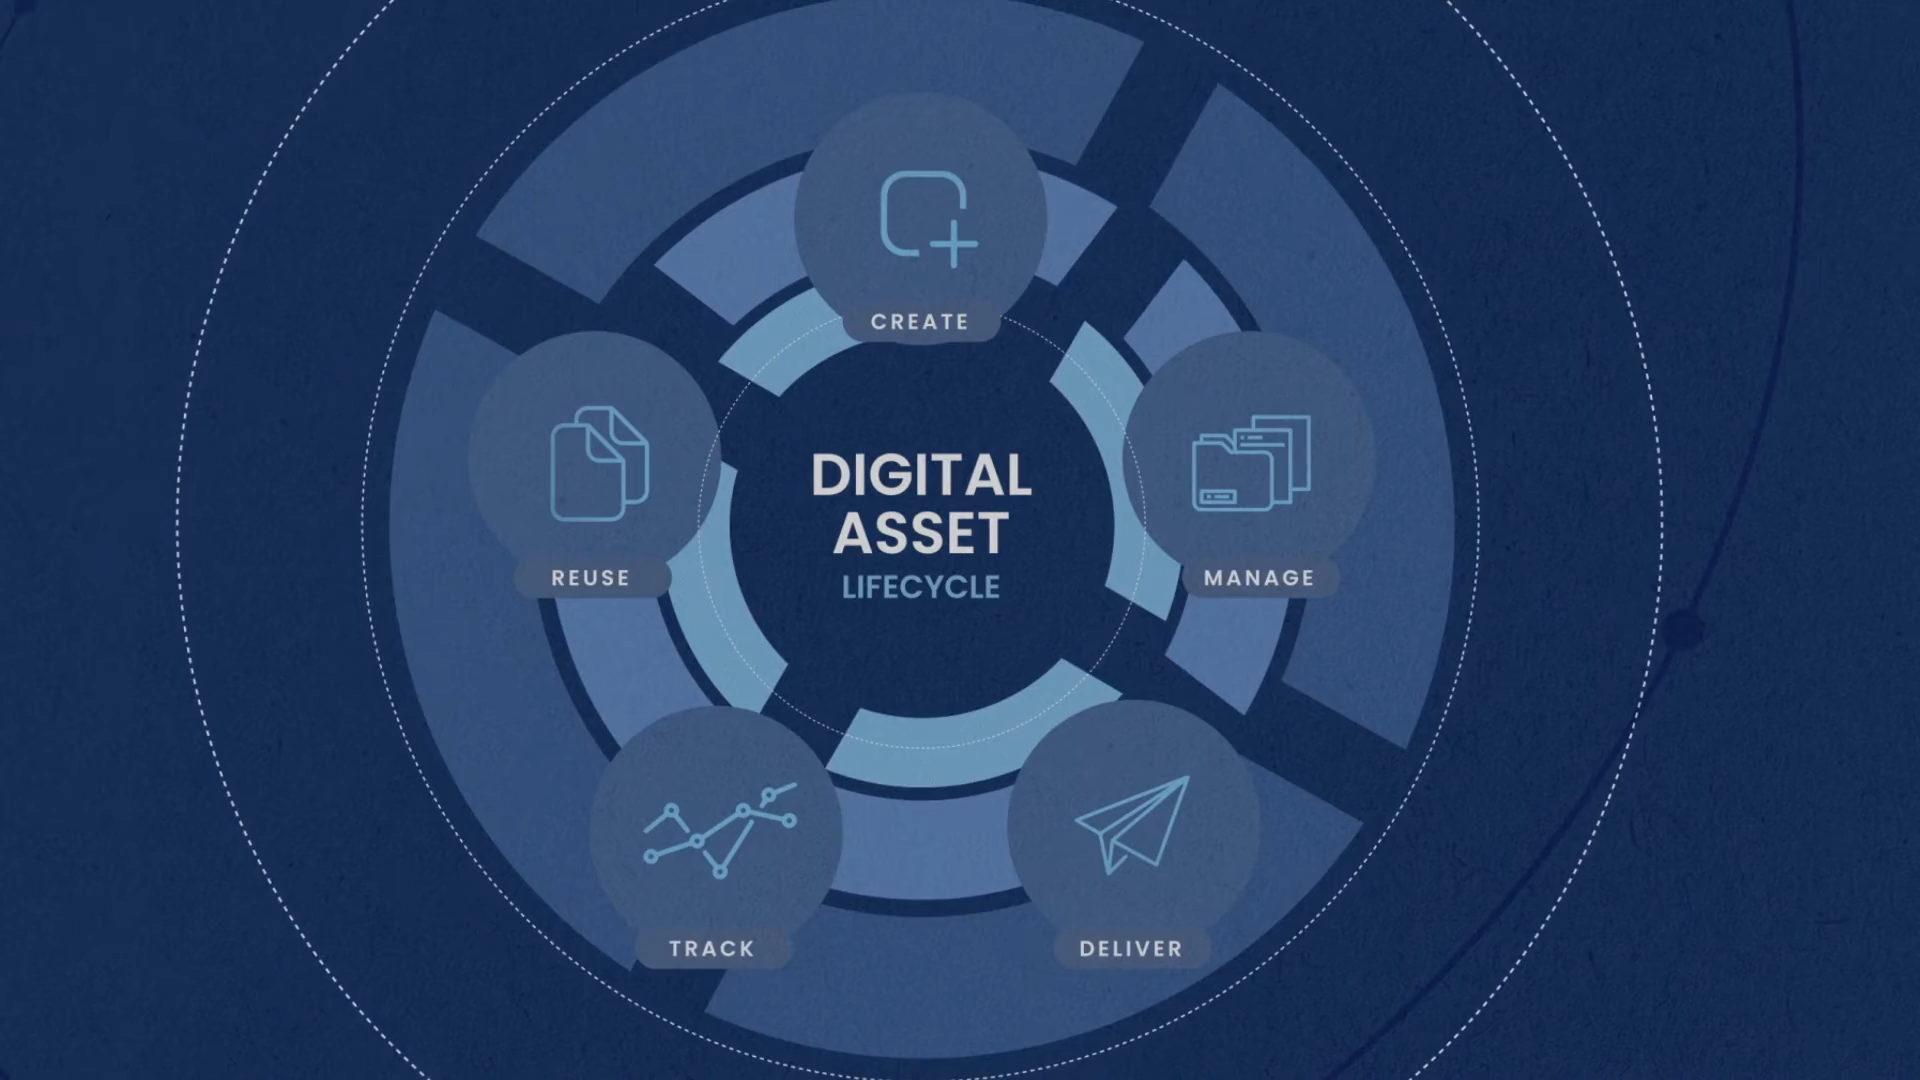 CREATE
DIGITAL
ASSET
LIFECYCLE
REUSE
MANAGE
TRACK
DELIVER